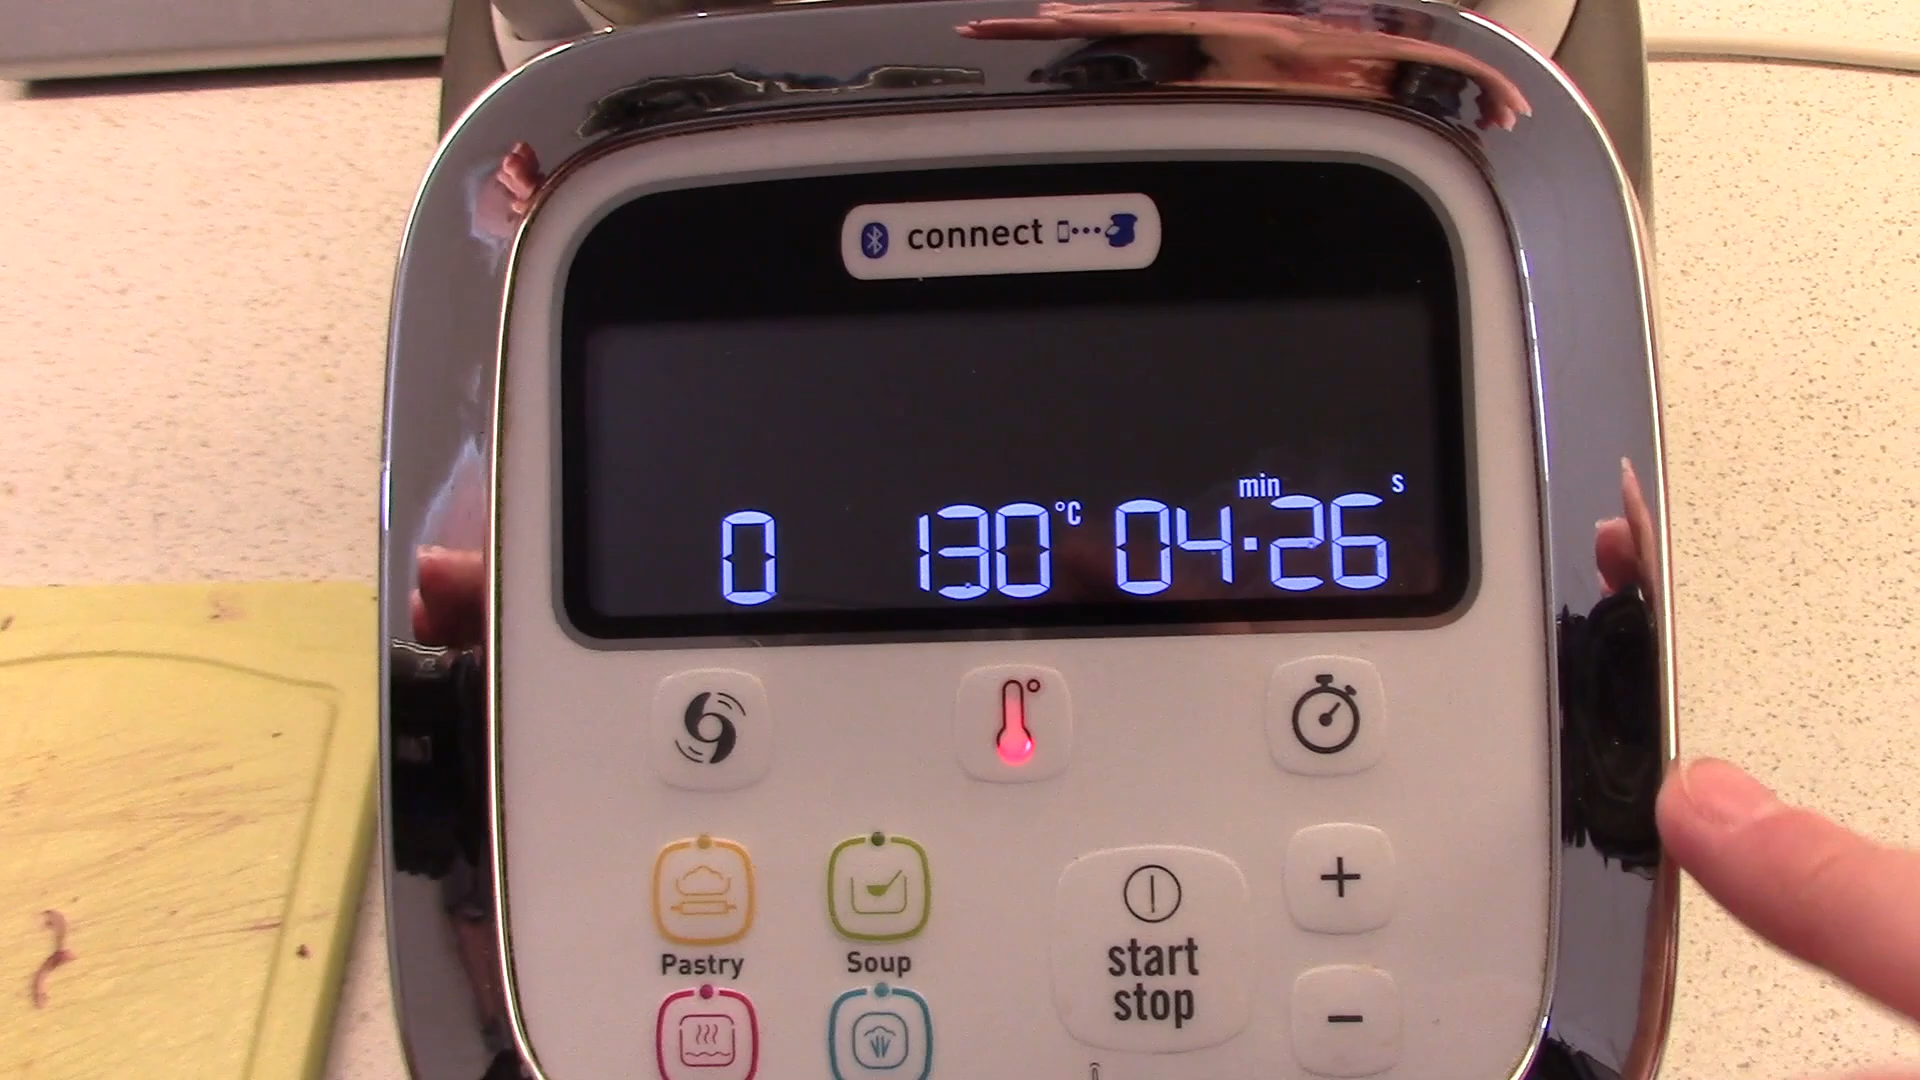 connect
min s
0 130 °C 04·26
Pastry Soup
start
stop
+
-